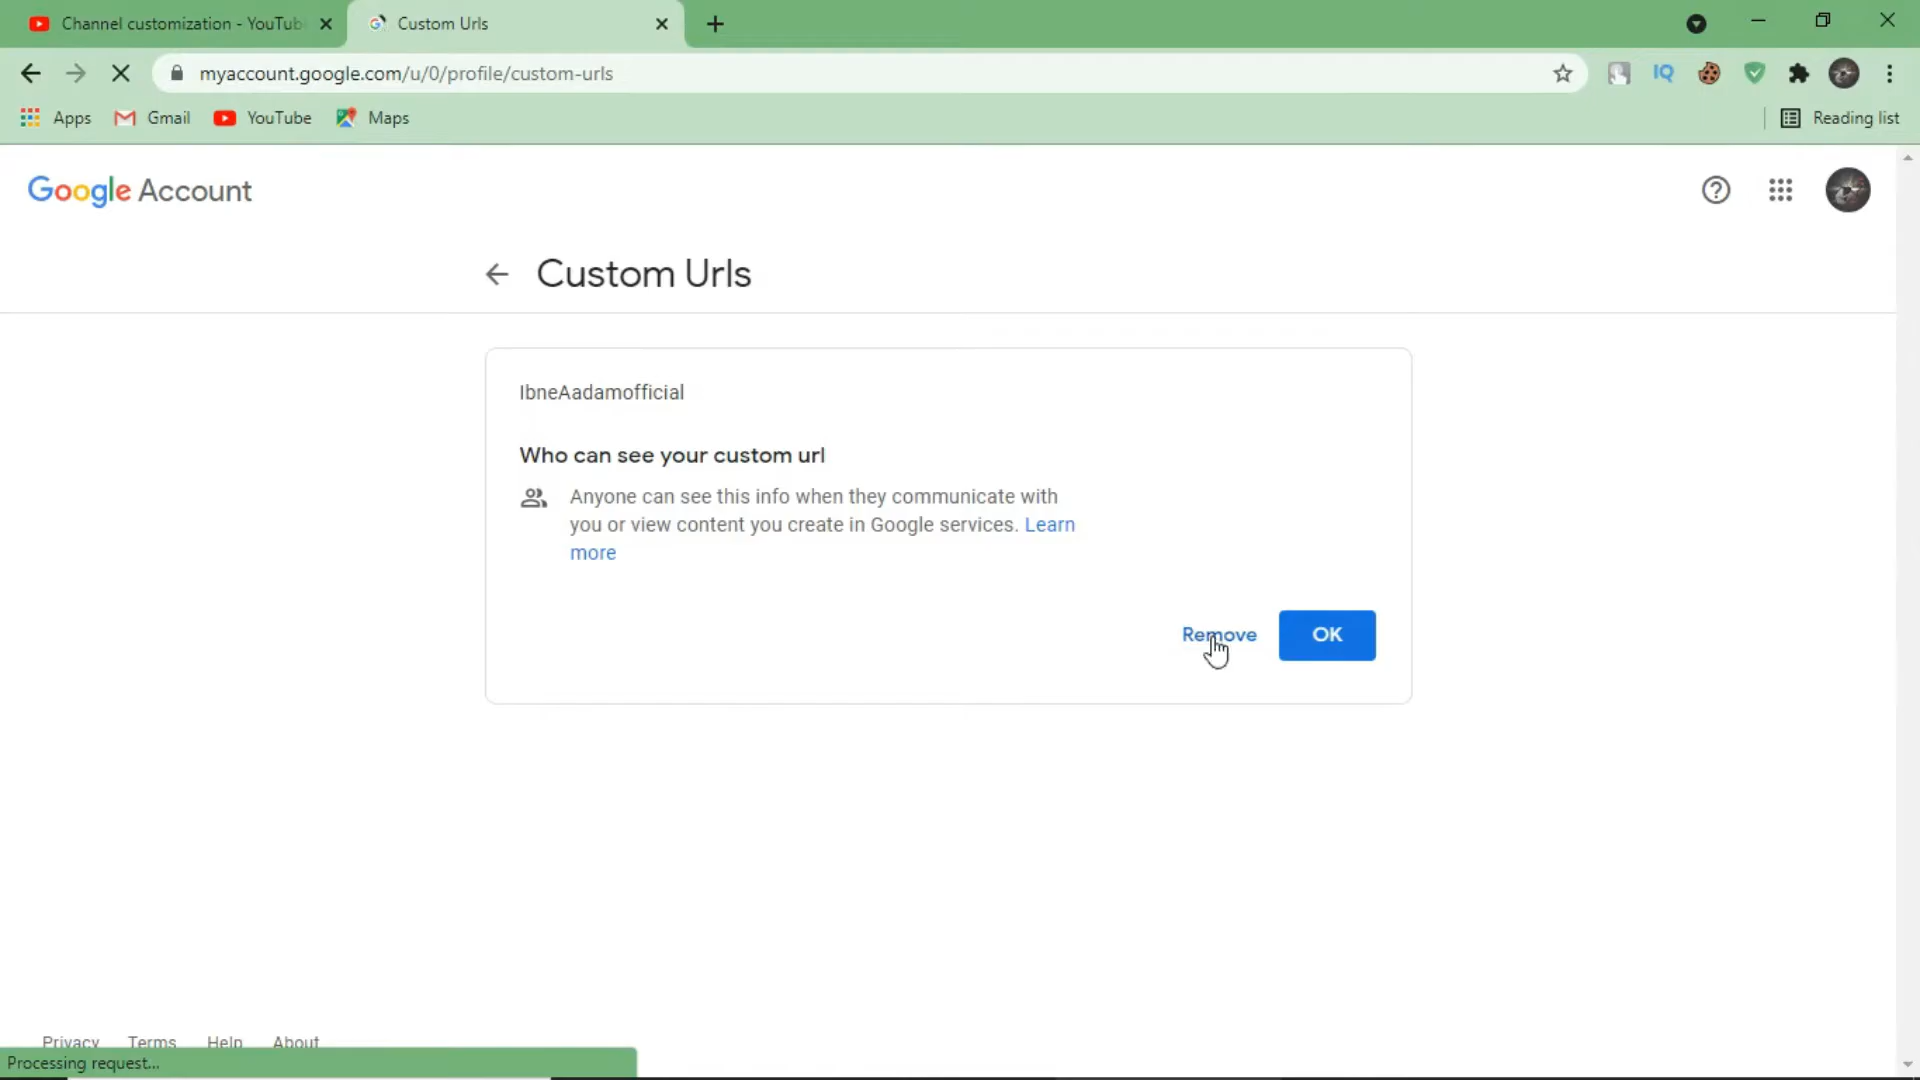 Channel customization - YouTub
Custom Urls
myaccount.google.com/u/0/profile/custom-urls
IQ
Apps
Gmail
YouTube
Maps
Reading list
Google Account
Custom Urls
IbneAadamofficial
Who can see your custom url
Anyone can see this info when they communicate with
you or view content you create in Google services. Learn
more
Remove
OK
Privacy
Terms
Help
About
Processing request...